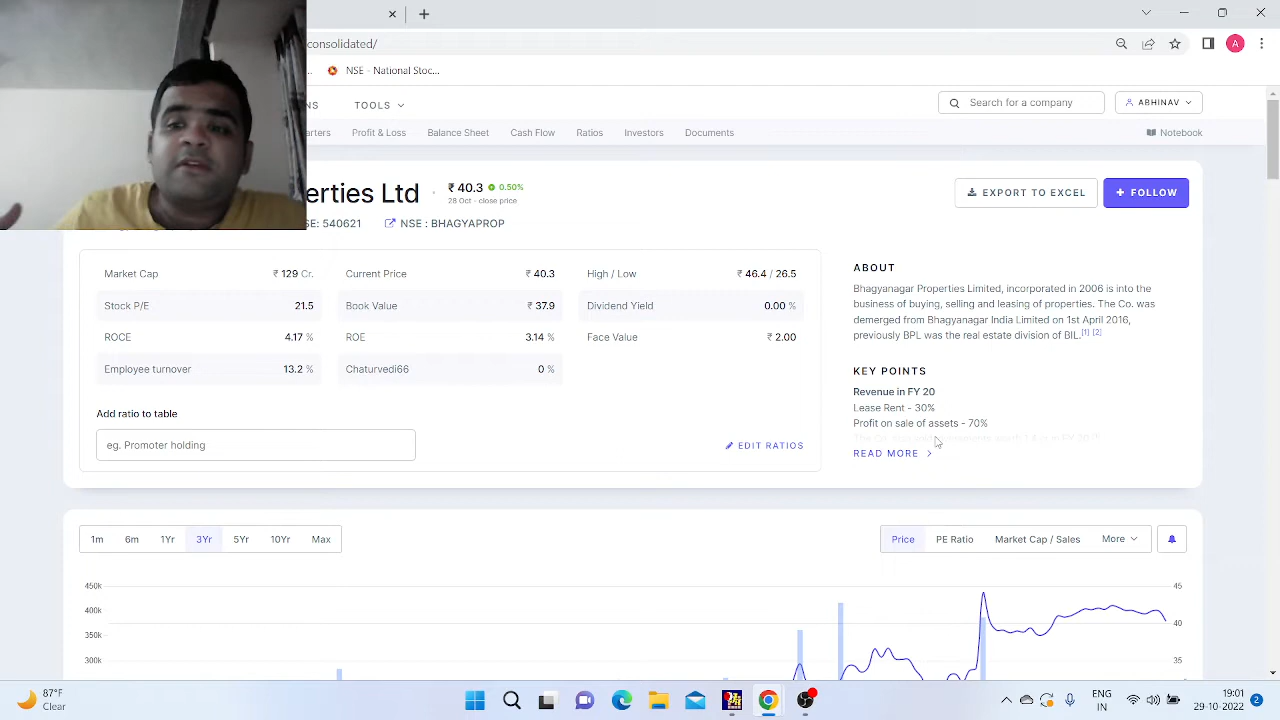 consolidated/
NSE - National Stoc...
NS
TOOLS
Search for a company
ABHINAV
arters
Profit & Loss
Balance Sheet
Cash Flow
Ratios
Investors
Documents
Notebook
perties Ltd
₹ 40.3
0.50%
28 Oct - close price
EXPORT TO EXCEL
+ FOLLOW
SE: 540621
NSE : BHAGYAPROP
Market Cap
₹ 129 Cr.
Current Price
₹ 40.3
High / Low
₹ 46.4 / 26.5
Stock P/E
21.5
Book Value
₹ 37.9
Dividend Yield
0.00 %
ROCE
4.17 %
ROE
3.14 %
Face Value
₹ 2.00
Employee turnover
13.2 %
Chaturvedi66
0 %
Add ratio to table
eg. Promoter holding
EDIT RATIOS
ABOUT
Bhagyanagar Properties Limited, incorporated in 2006 is into the
business of buying, selling and leasing of properties. The Co. was
demerged from Bhagyanagar India Limited on 1st April 2016,
previously BPL was the real estate division of BIL.[1] [2]
KEY POINTS
Revenue in FY 20
Lease Rent - 30%
Profit on sale of assets - 70%
READ MORE
1m
6m
1Yr
3Yr
5Yr
10Yr
Max
Price
PE Ratio
Market Cap / Sales
More
450k
400k
350k
300k
45
40
35
87°F
Clear
ENG
IN
19:01
29-10-2022
2
A